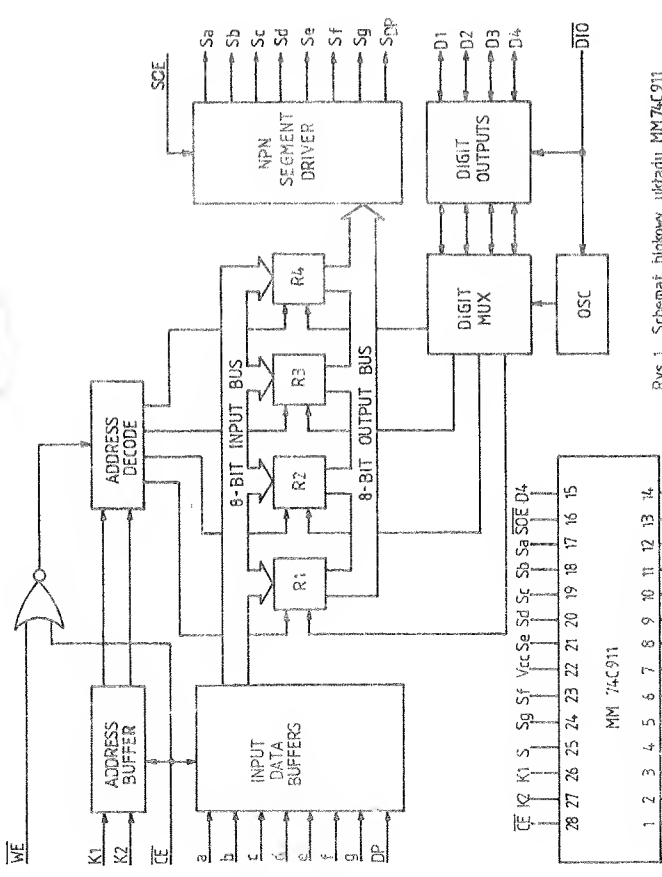 WE
K1
K2
CE
ADDRESS
BUFFER
ADDRESS
DECODE
INPUT
DATA
BUFFERS
a
b
c
d
e
f
g
DP
8-BIT INPUT BUS
R1
R2
R3
R4
8-BIT OUTPUT BUS
SOE
NPN
SEGMENT
DRIVER
Sa
Sb
Sc
Sd
Se
Sf
Sg
SDP
DIGIT
MUX
DIGIT
OUTPUTS
D1
D2
D3
D4
OSC
DIO
CE K2 K1 S Sg Sf Vcc Se Sd Sc Sb Sa SOE D4
28 27 26 25 24 23 22 21 20 19 18 17 16 15
MM 74C911
1 2 3 4 5 6 7 8 9 10 11 12 13 14
Rys. 1. Schemat blokowy układu MM74C911